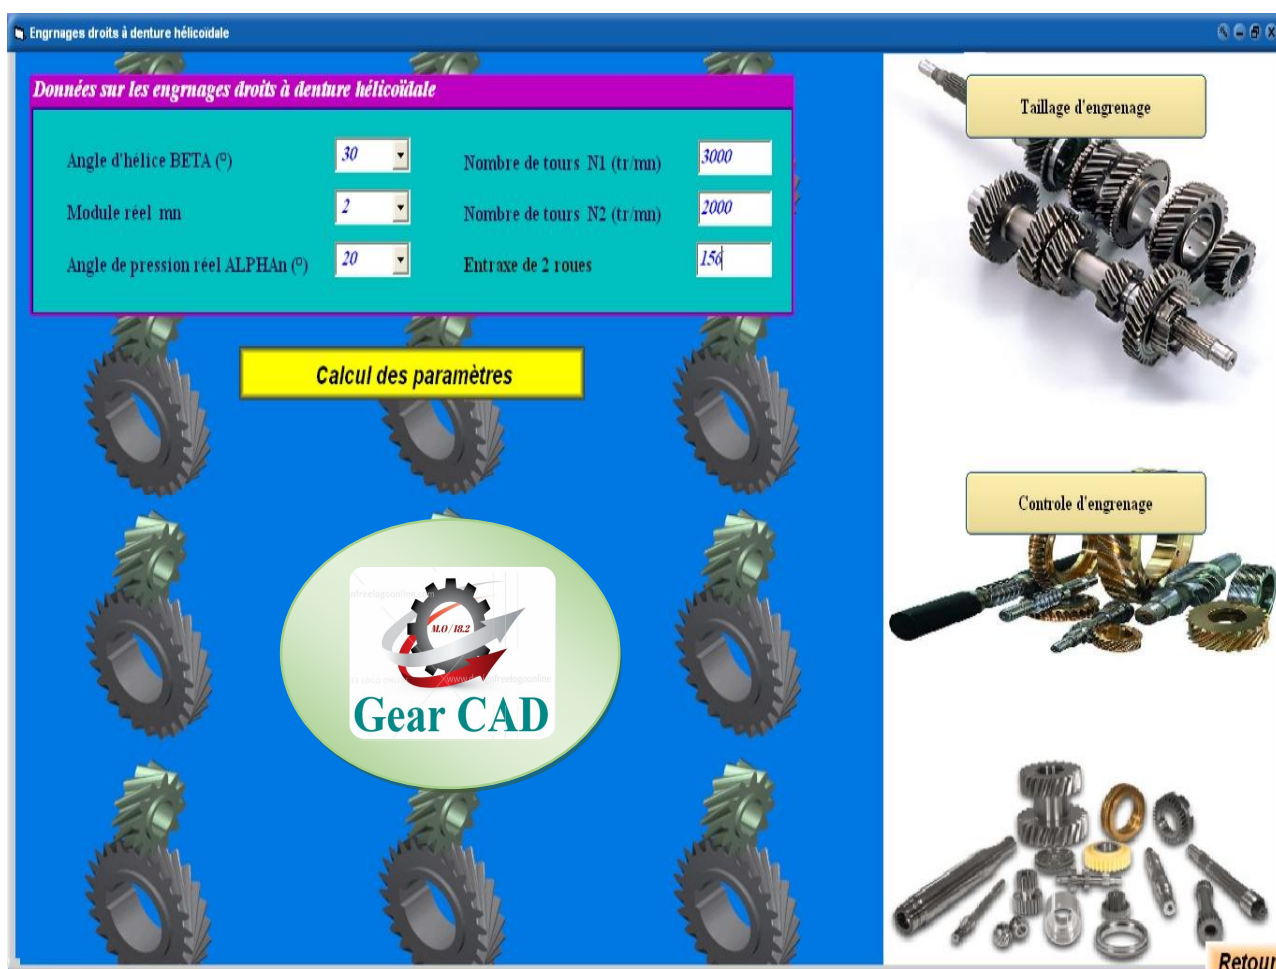 Engrnages droits à denture hélicoïdale
Données sur les engrnages droits à denture hélicoïdale
Angle d'hélice BETA (°)
30
Nombre de tours N1 (tr/mn)
3000
Module réel mn
2
Nombre de tours N2 (tr/mn)
2000
Angle de pression réel ALPHAn (°)
20
Entraxe de 2 roues
156
Calcul des paramètres
Taillage d'engrenage
Controle d'engrenage
M.O / 18.2
Gear CAD
Retour